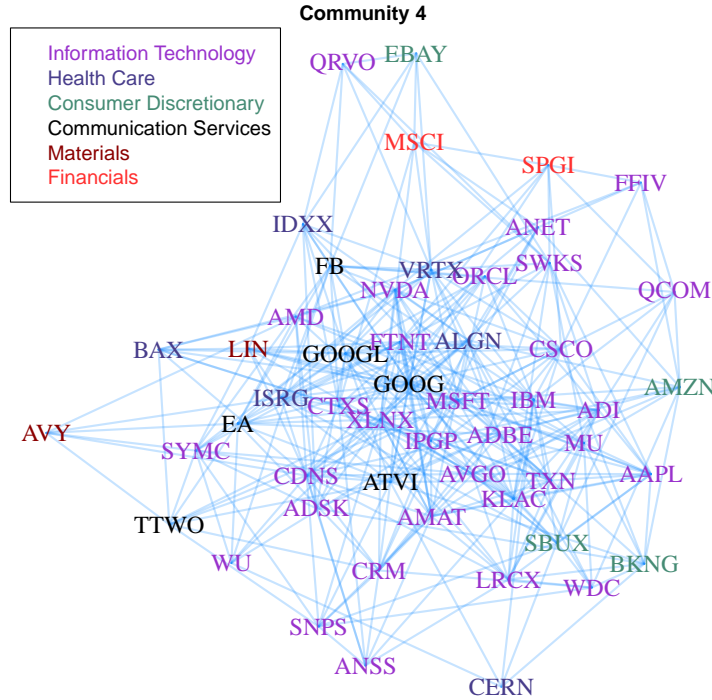 Community 4
Information Technology
Health Care
Consumer Discretionary
Communication Services
Materials
Financials
QRVO
EBAY
MSCI
SPGI
FFIV
IDXX
ANET
FB
VRTX
ORCL
SWKS
NVDA
QCOM
AMD
BAX
LIN
GOOGL
FTNT
ALGN
CSCO
GOOG
AMZN
ISRG
CTXS
XLNX
MSFT
IBM
ADI
AVY
EA
SYMC
IPGP
ADBE
MU
CDNS
ATVI
AVGO
TXN
AAPL
ADSK
AMAT
KLAC
TTWO
SBUX
WU
CRM
LRCX
WDC
BKNG
SNPS
ANSS
CERN